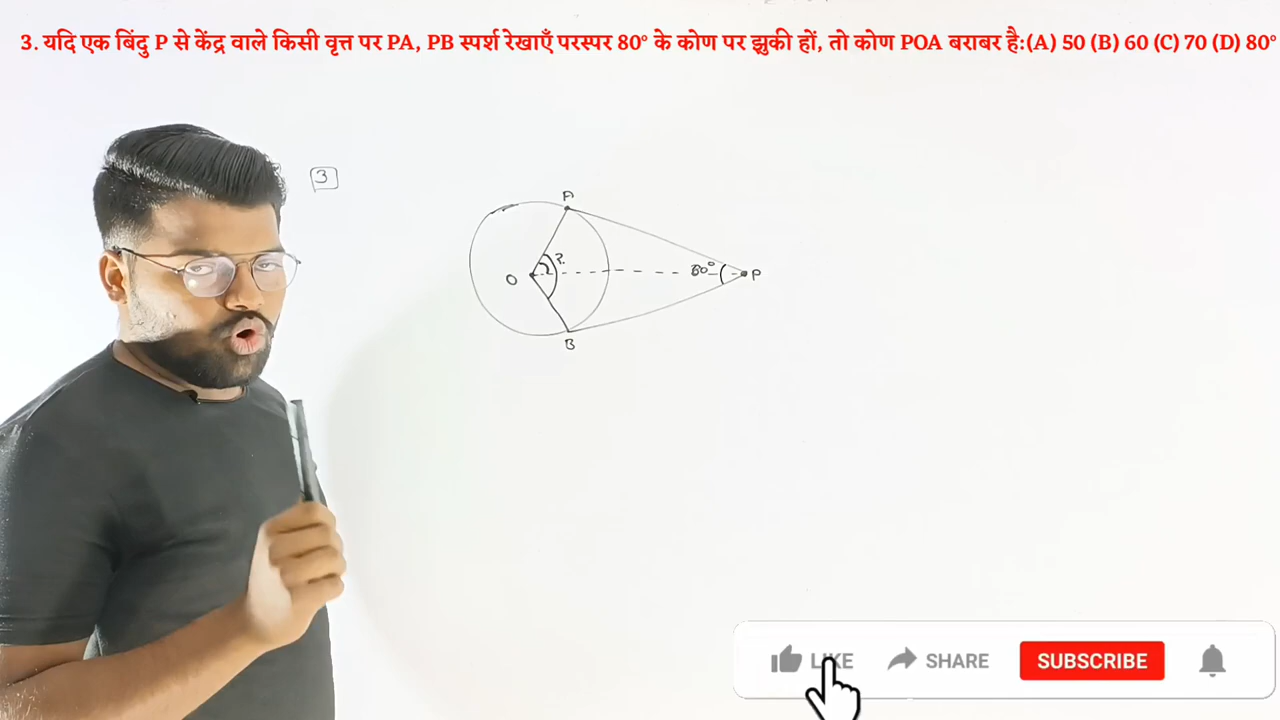 3. यदि एक बिंदु P से केंद्र वाले किसी वृत्त पर PA, PB स्पर्श रेखाएँ परस्पर 80° के कोण पर झुकी हों, तो कोण POA बराबर है:(A) 50 (B) 60 (C) 70 (D) 80°
3
A
?
80°
P
O
B
LIKE SHARE SUBSCRIBE